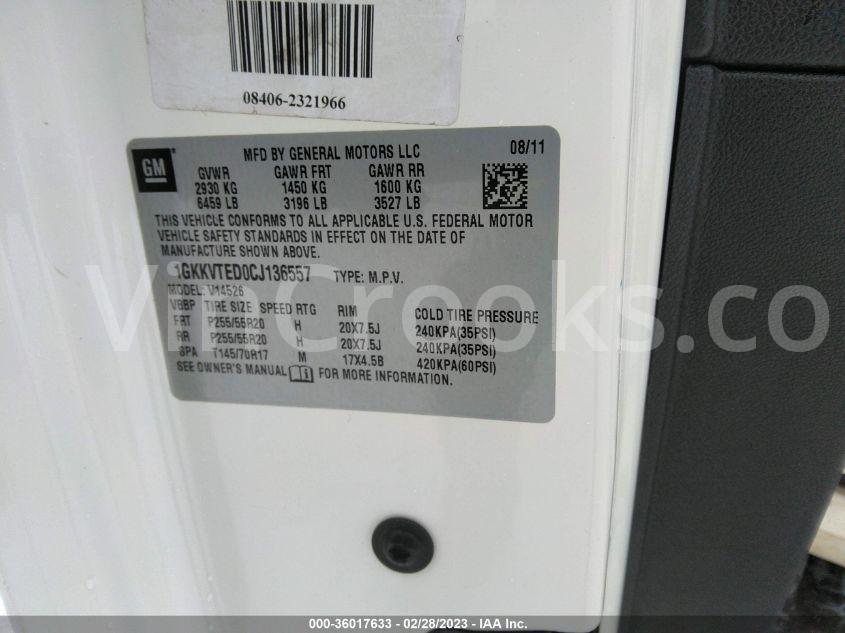 08406-2321966
GM
MFD BY GENERAL MOTORS LLC 08/11
GVWR GAWR FRT GAWR RR
2930 KG 1450 KG 1600 KG
6459 LB 3196 LB 3527 LB
THIS VEHICLE CONFORMS TO ALL APPLICABLE U.S. FEDERAL MOTOR
VEHICLE SAFETY STANDARDS IN EFFECT ON THE DATE OF
MANUFACTURE SHOWN ABOVE.
1GKKVTED0CJ136557 TYPE: M.P.V.
MODEL: V14526
VBBP TIRE SIZE SPEED RTG RIM COLD TIRE PRESSURE
FRT P255/55R20 H 20X7.5J 240KPA(35PSI)
RR P255/55R20 H 20X7.5J 240KPA(35PSI)
SPA T145/70R17 M 17X4.5B 420KPA(60PSI)
SEE OWNER'S MANUAL FOR MORE INFORMATION.
VinCrooks.co
000-36017633 - 02/28/2023 - IAA Inc.